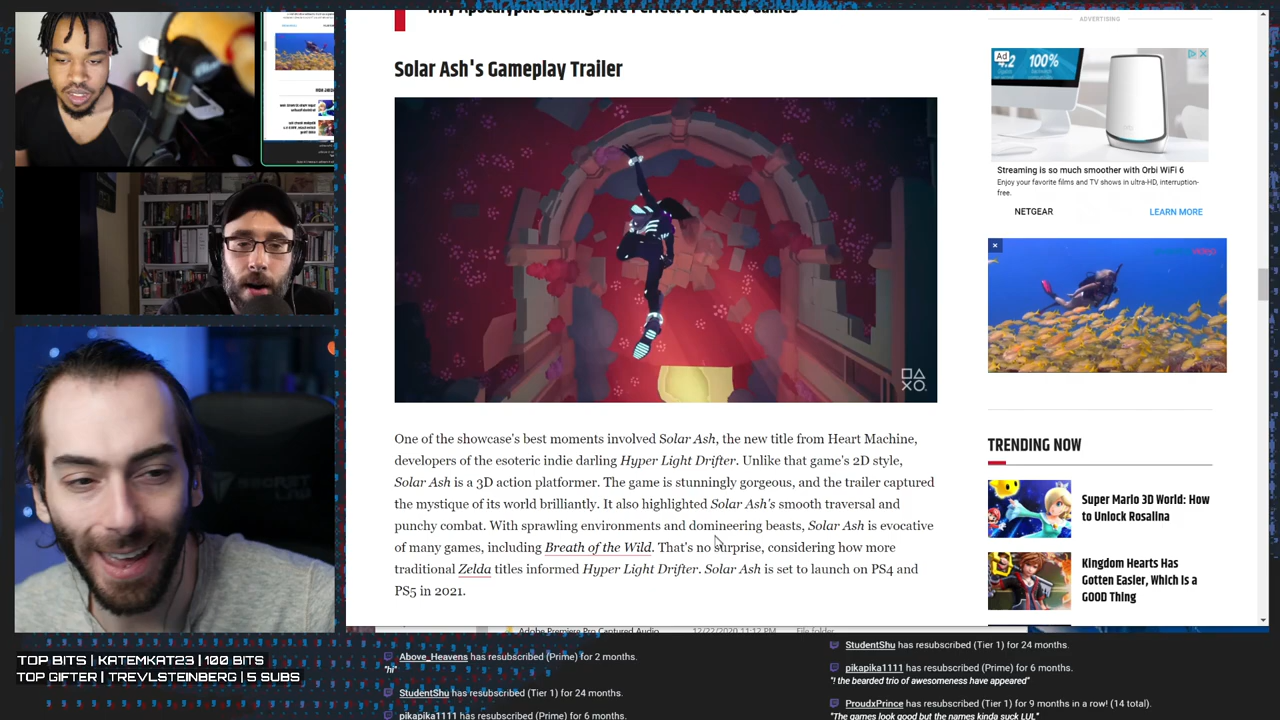 Why Apocalyptic Settings Are Perfect For Video Games
Solar Ash's Gameplay Trailer
One of the showcase's best moments involved Solar Ash, the new title from Heart Machine,
developers of the esoteric indie darling Hyper Light Drifter. Unlike that game's 2D style,
Solar Ash is a 3D action platformer. The game is stunningly gorgeous, and the trailer captured
the mystique of its world brilliantly. It also highlighted Solar Ash's smooth traversal and
punchy combat. With sprawling environments and domineering beasts, Solar Ash is evocative
of many games, including Breath of the Wild. That's no surprise, considering how more
traditional Zelda titles informed Hyper Light Drifter. Solar Ash is set to launch on PS4 and
PS5 in 2021.
ADVERTISING
Ad
4.2
100%
Streaming is so much smoother with Orbi WiFi 6
Enjoy your favorite films and TV shows in ultra-HD, interruption-
free.
NETGEAR
LEARN MORE
TRENDING NOW
Super Mario 3D World: How
to Unlock Rosalina
Kingdom Hearts Has
Gotten Easier, Which Is a
GOOD Thing
SECRETLAB
Adobe Premiere Pro Captured Audio
12/22/2020 11:12 PM
File folder
TOP BITS | KATEMKAT23 | 100 BITS
TOP GIFTER | TREVLSTEINBERG | 5 SUBS
Above_Heavens has resubscribed (Prime) for 2 months.
"hi"
StudentShu has resubscribed (Tier 1) for 24 months.
pikapika1111 has resubscribed (Prime) for 6 months.
StudentShu has resubscribed (Tier 1) for 24 months.
pikapika1111 has resubscribed (Prime) for 6 months.
"! the bearded trio of awesomeness have appeared"
ProudxPrince has resubscribed (Tier 1) for 9 months in a row! (14 total).
"The games look good but the names kinda suck LUL"